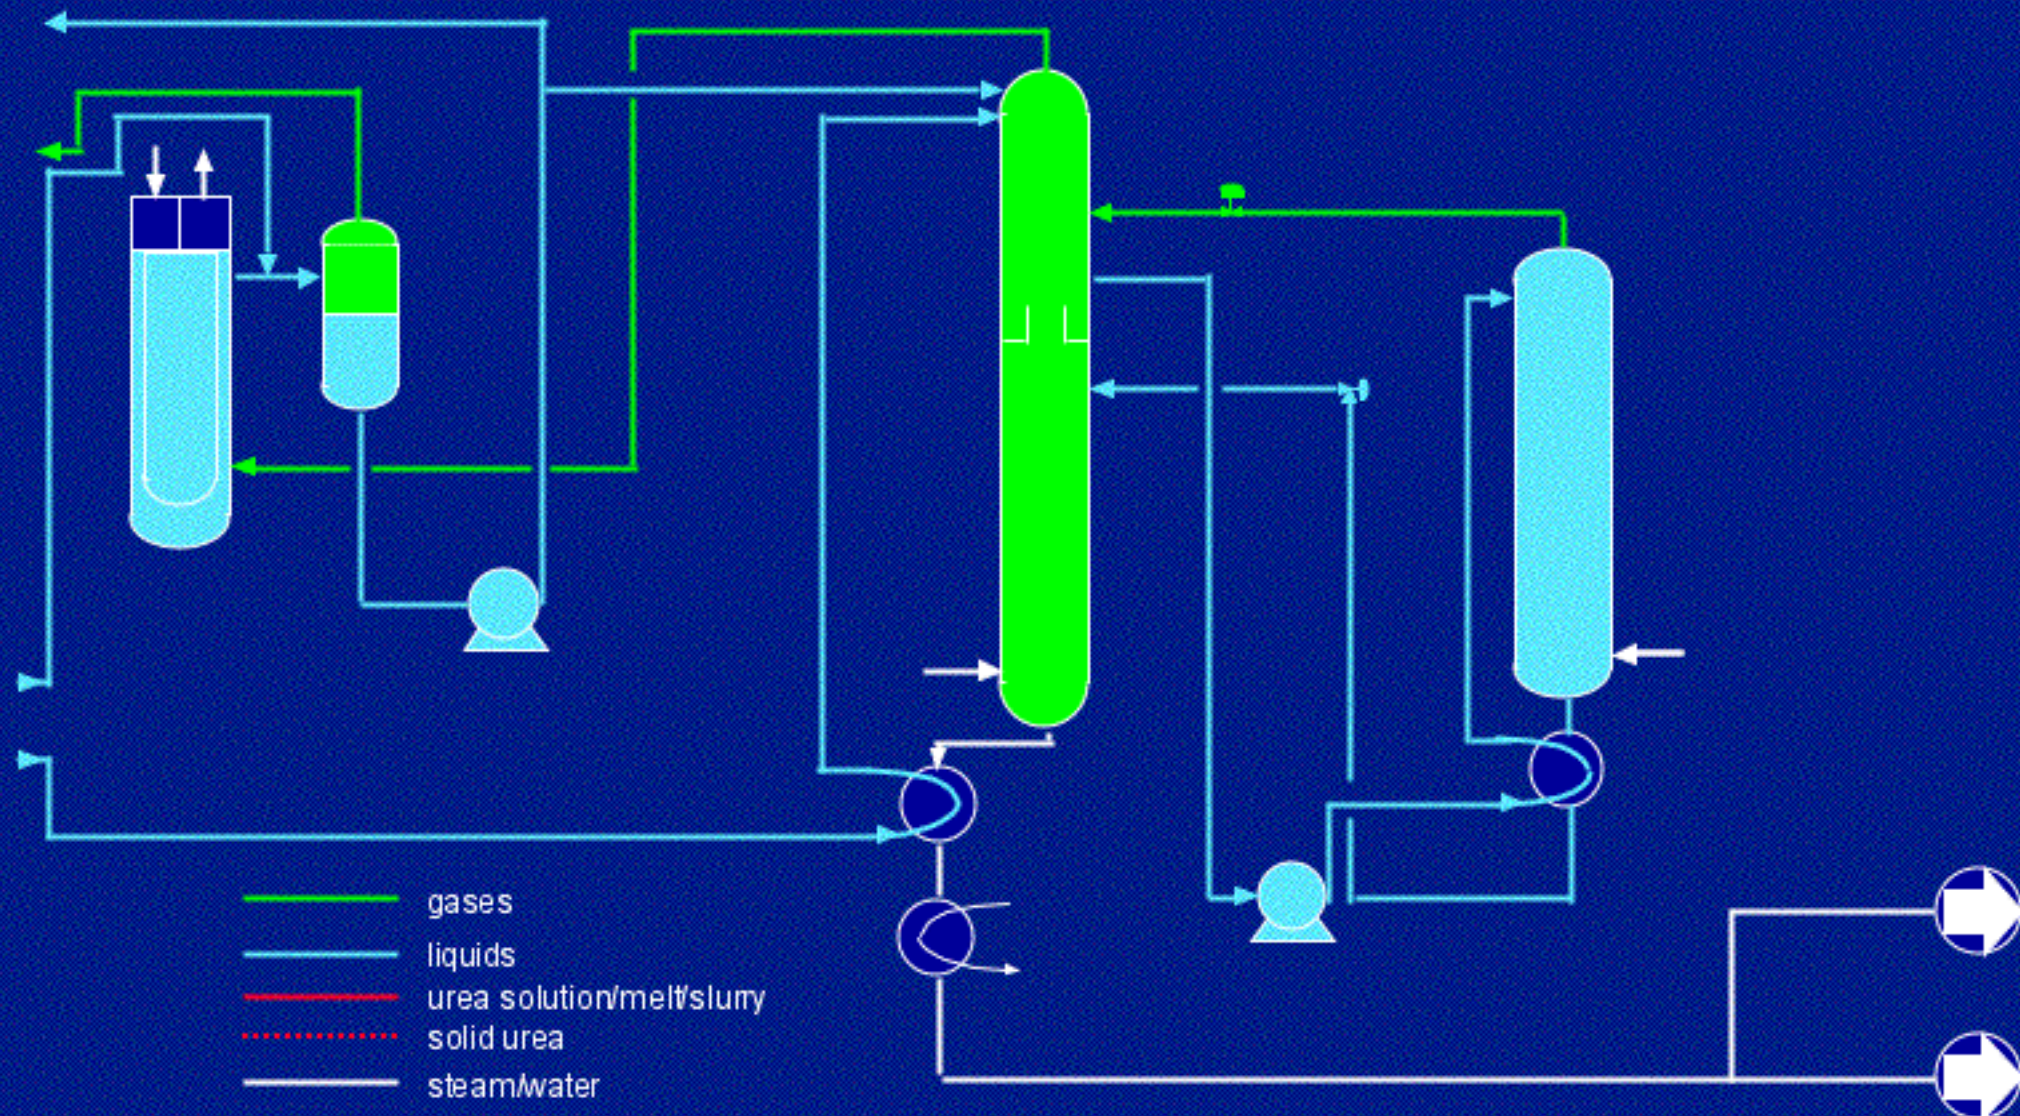 gases
liquids
urea solution/melt/slurry
solid urea
steam/water